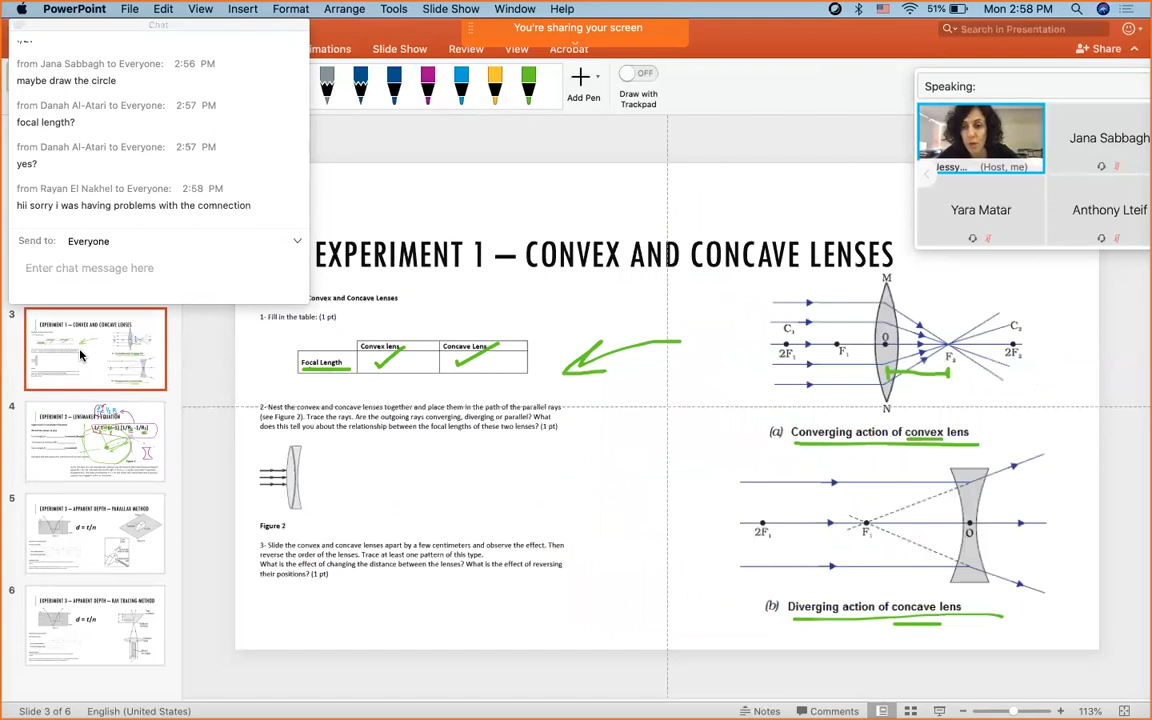 PowerPoint File Edit View Insert Format Arrange Tools Slide Show Window Help 51% Mon 2:58 PM
You're sharing your screen
Chat
Search in Presentation
Slide Show Review View Acrobat
Share
from Jana Sabbagh to Everyone: 2:56 PM
maybe draw the circle
from Danah Al-Atari to Everyone: 2:57 PM
focal length?
from Danah Al-Atari to Everyone: 2:57 PM
yes?
from Rayan El Nakhel to Everyone: 2:58 PM
hii sorry i was having problems with the comnection
Send to: Everyone
Enter chat message here
Add Pen
OFF
Draw with
Trackpad
Speaking:
Jessy... (Host, me)
Jana Sabbagh
Yara Matar
Anthony Lteif
EXPERIMENT 1 – CONVEX AND CONCAVE LENSES
Convex and Concave Lenses
1- Fill in the table: (1 pt)
Convex lens Concave Lens
Focal Length
2- Nest the convex and concave lenses together and place them in the path of the parallel rays
(see Figure 2). Trace the rays. Are the outgoing rays converging, diverging or parallel? What
does this tell you about the relationship between the focal lengths of these two lenses? (1 pt)
Figure 2
3- Slide the convex and concave lenses apart by a few centimeters and observe the effect. Then
reverse the order of the lenses. Trace at least one pattern of this type.
What is the effect of changing the distance between the lenses? What is the effect of reversing
their positions? (1 pt)
M
C₁ C₂
2F₁ F₁ O F₂ 2F₂
N
(a) Converging action of convex lens
2F₁ F₁ O
(b) Diverging action of concave lens
3
EXPERIMENT 1 – CONVEX AND CONCAVE LENSES
4
EXPERIMENT 2 – LENSMAKER'S EQUATION
5
EXPERIMENT 3 – APPARENT DEPTH – PARALLAX METHOD
d = t/n
6
EXPERIMENT 3 – APPARENT DEPTH – RAY TRACING METHOD
d = t/n
Slide 3 of 6 English (United States) Notes Comments 113%